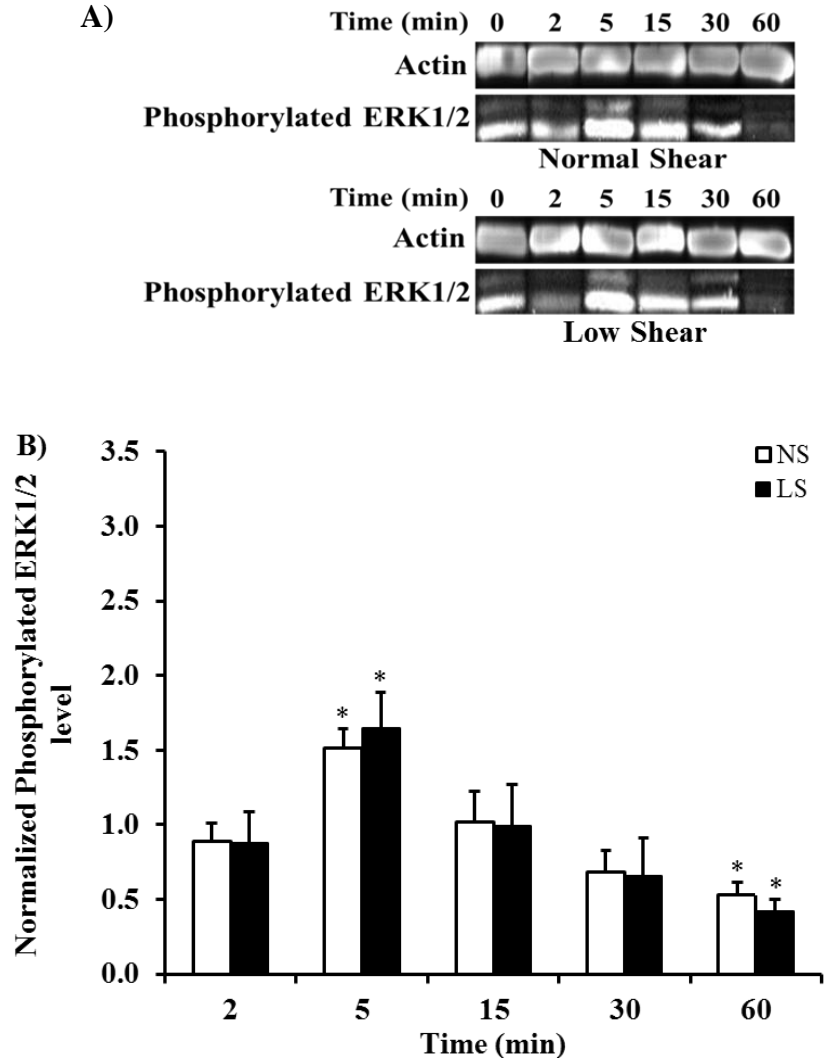 A)
Time (min) 0 2 5 15 30 60
Actin
Phosphorylated ERK1/2
Normal Shear
Time (min) 0 2 5 15 30 60
Actin
Phosphorylated ERK1/2
Low Shear
B)
Normalized Phosphorylated ERK1/2
level
3.5
3.0
2.5
2.0
1.5
1.0
0.5
0.0
NS
LS
* *
* *
2 5 15 30 60
Time (min)